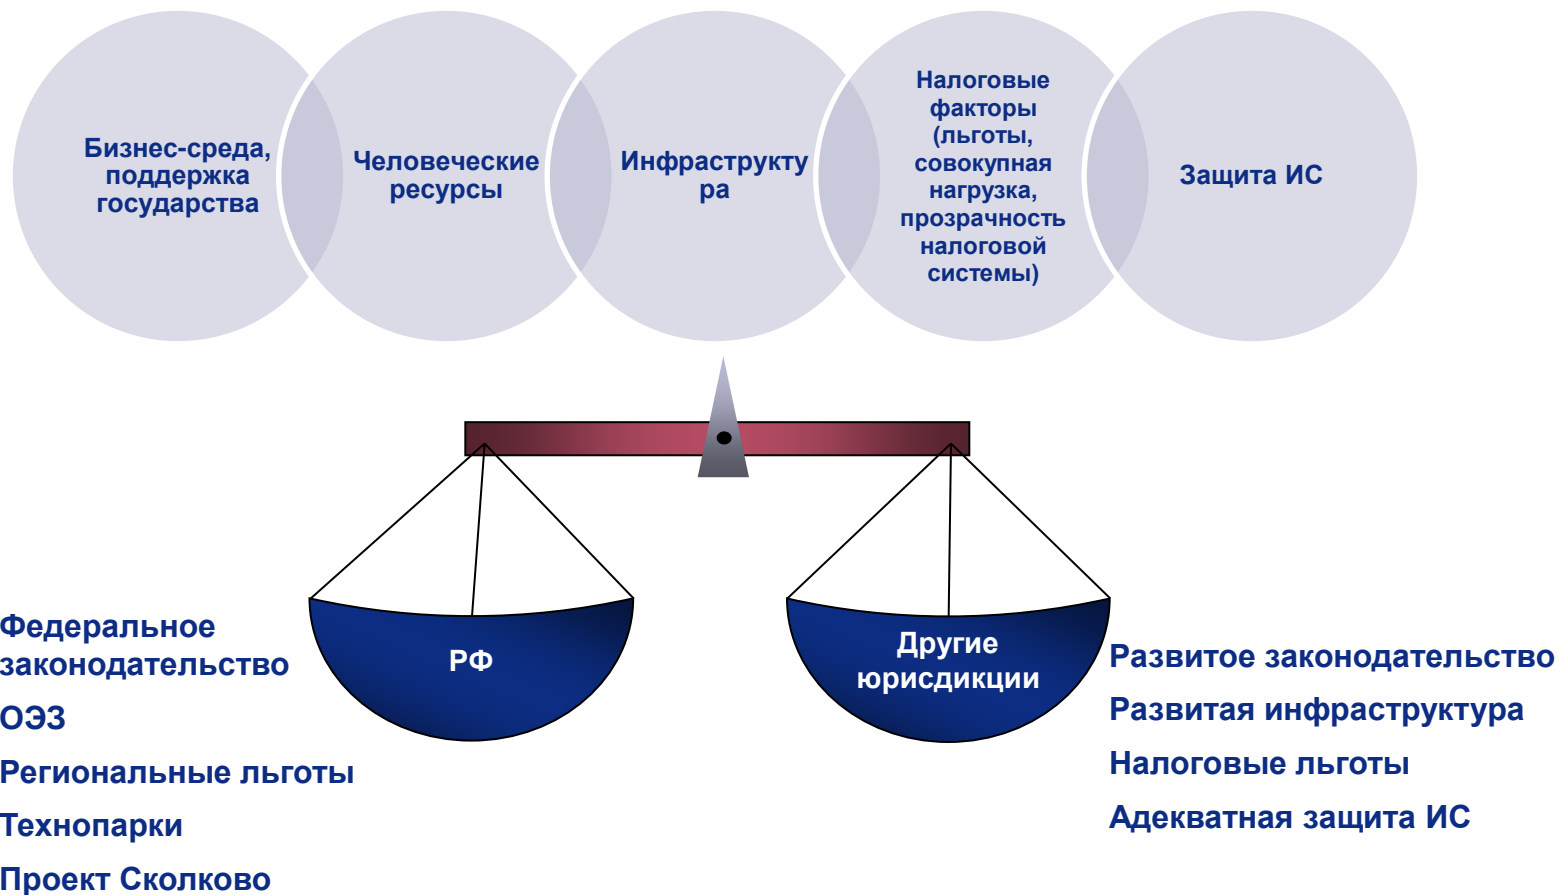 Бизнес-среда,
поддержка
государства
Человеческие
ресурсы
Инфраструкту
ра
Налоговые
факторы
(льготы,
совокупная
нагрузка,
прозрачность
налоговой
системы)
Защита ИС
РФ
Другие
юрисдикции
Федеральное
законодательство
ОЭЗ
Региональные льготы
Технопарки
Проект Сколково
Развитое законодательство
Развитая инфраструктура
Налоговые льготы
Адекватная защита ИС